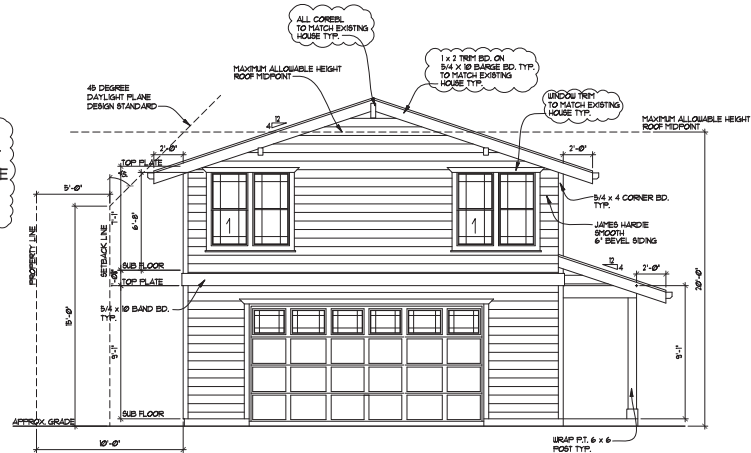 ALL COREBL
TO MATCH EXISTING
HOUSE TYP.
1 x 2 TRIM BD. ON
5/4 X 10 BARGE BD. TYP.
TO MATCH EXISTING
HOUSE TYP.
MAXIMUM ALLOWABLE HEIGHT
ROOF MIDPOINT
45 DEGREE
DAYLIGHT PLANE
DESIGN STANDARD
WINDOW TRIM
TO MATCH EXISTING
HOUSE TYP.
MAXIMUM ALLOWABLE HEIGHT
ROOF MIDPOINT
12
4
E
2'-0"
2'-0"
TOP PLATE
5'-0"
7'-1"
6'-8"
5/4 x 4 CORNER BD.
TYP.
1
1
JAMES HARDIE
SMOOTH
6" BEVEL SIDING
PROPERTY LINE
SETBACK LINE
SUB FLOOR
12
4
2'-0"
20'-0"
TOP PLATE
5/4 x 10 BAND BD.
TYP.
15'-0"
9'-1"
9'-1"
SUB FLOOR
APPROX. GRADE
10'-0"
WRAP P.T. 6 x 6
POST TYP.